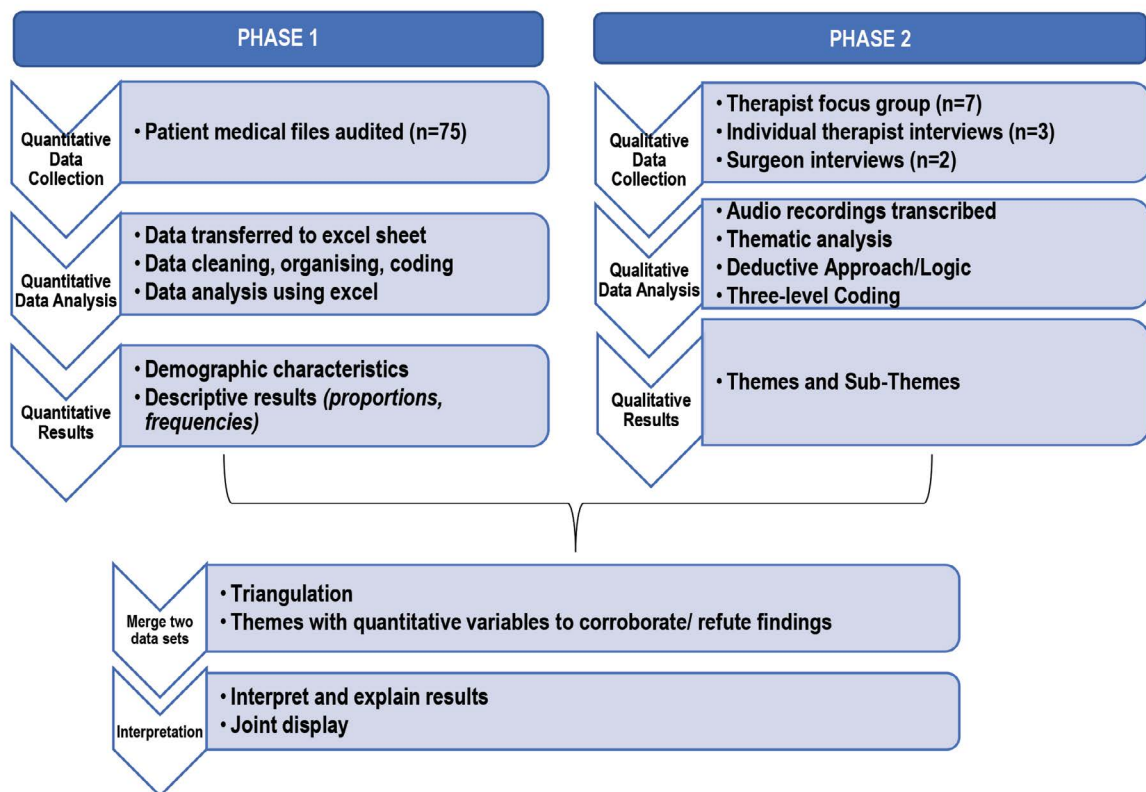 PHASE 1
Quantitative
Data
Collection
• Patient medical files audited (n=75)
Quantitative
Data Analysis
• Data transferred to excel sheet
• Data cleaning, organising, coding
• Data analysis using excel
Quantitative
Results
• Demographic characteristics
• Descriptive results (proportions,
frequencies)
PHASE 2
Qualitative
Data
Collection
• Therapist focus group (n=7)
• Individual therapist interviews (n=3)
• Surgeon interviews (n=2)
Qualitative
Data Analysis
• Audio recordings transcribed
• Thematic analysis
• Deductive Approach/Logic
• Three-level Coding
Qualitative
Results
• Themes and Sub-Themes
Merge two
data sets
• Triangulation
• Themes with quantitative variables to corroborate/ refute findings
Interpretation
• Interpret and explain results
• Joint display